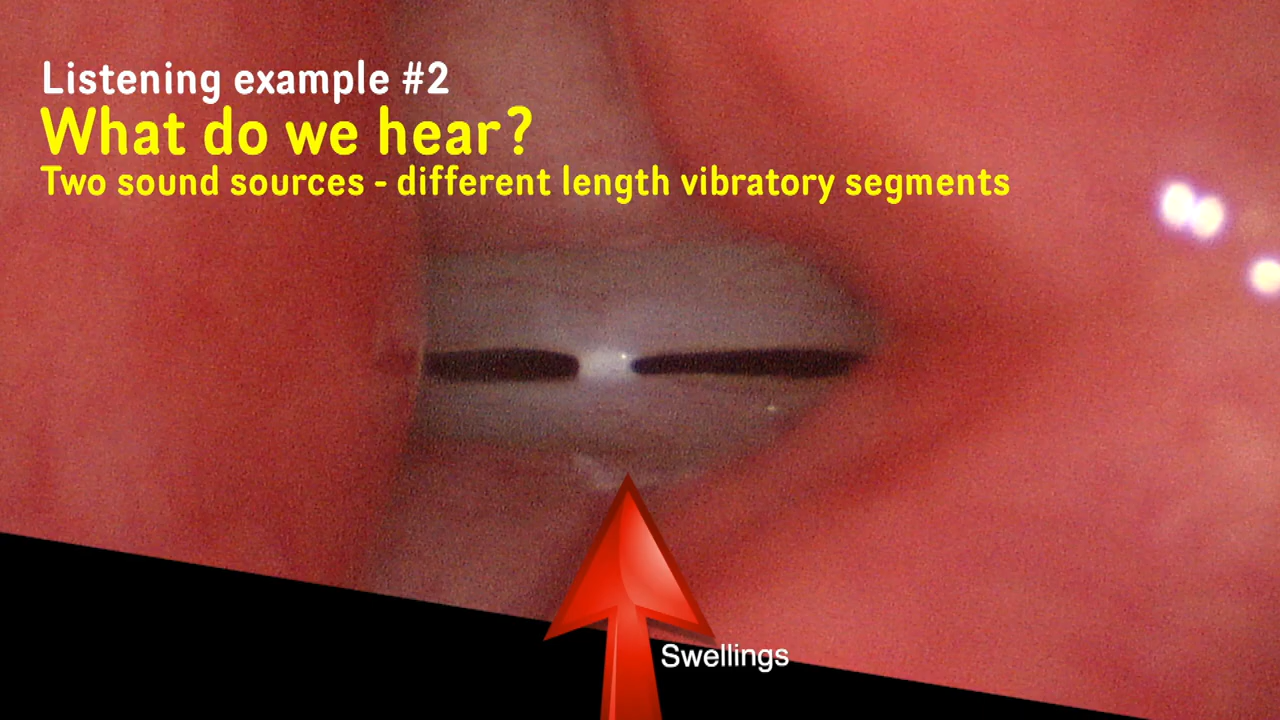 Listening example #2
What do we hear?
Two sound sources - different length vibratory segments
Swellings